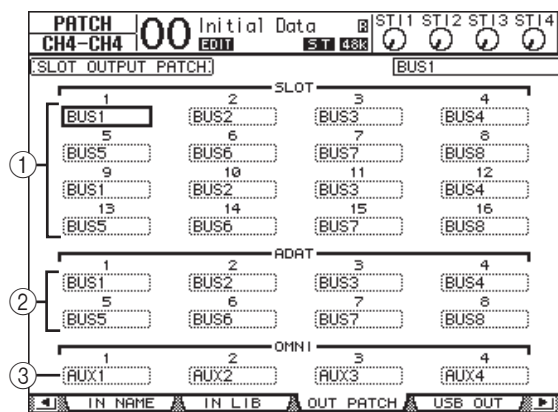 PATCH
CH4-CH4
00 Initial Data
EDIT
ST 48K
STI1 STI2 STI3 STI4
SLOT OUTPUT PATCH
BUS1
SLOT
1 2 3 4
BUS1 BUS2 BUS3 BUS4
5 6 7 8
① BUS5 BUS6 BUS7 BUS8
9 10 11 12
BUS1 BUS2 BUS3 BUS4
13 14 15 16
BUS5 BUS6 BUS7 BUS8
ADAT
1 2 3 4
BUS1 BUS2 BUS3 BUS4
② 5 6 7 8
BUS5 BUS6 BUS7 BUS8
OMNI
1 2 3 4
③ AUX1 AUX2 AUX3 AUX4
IN NAME IN LIB OUT PATCH USB OUT